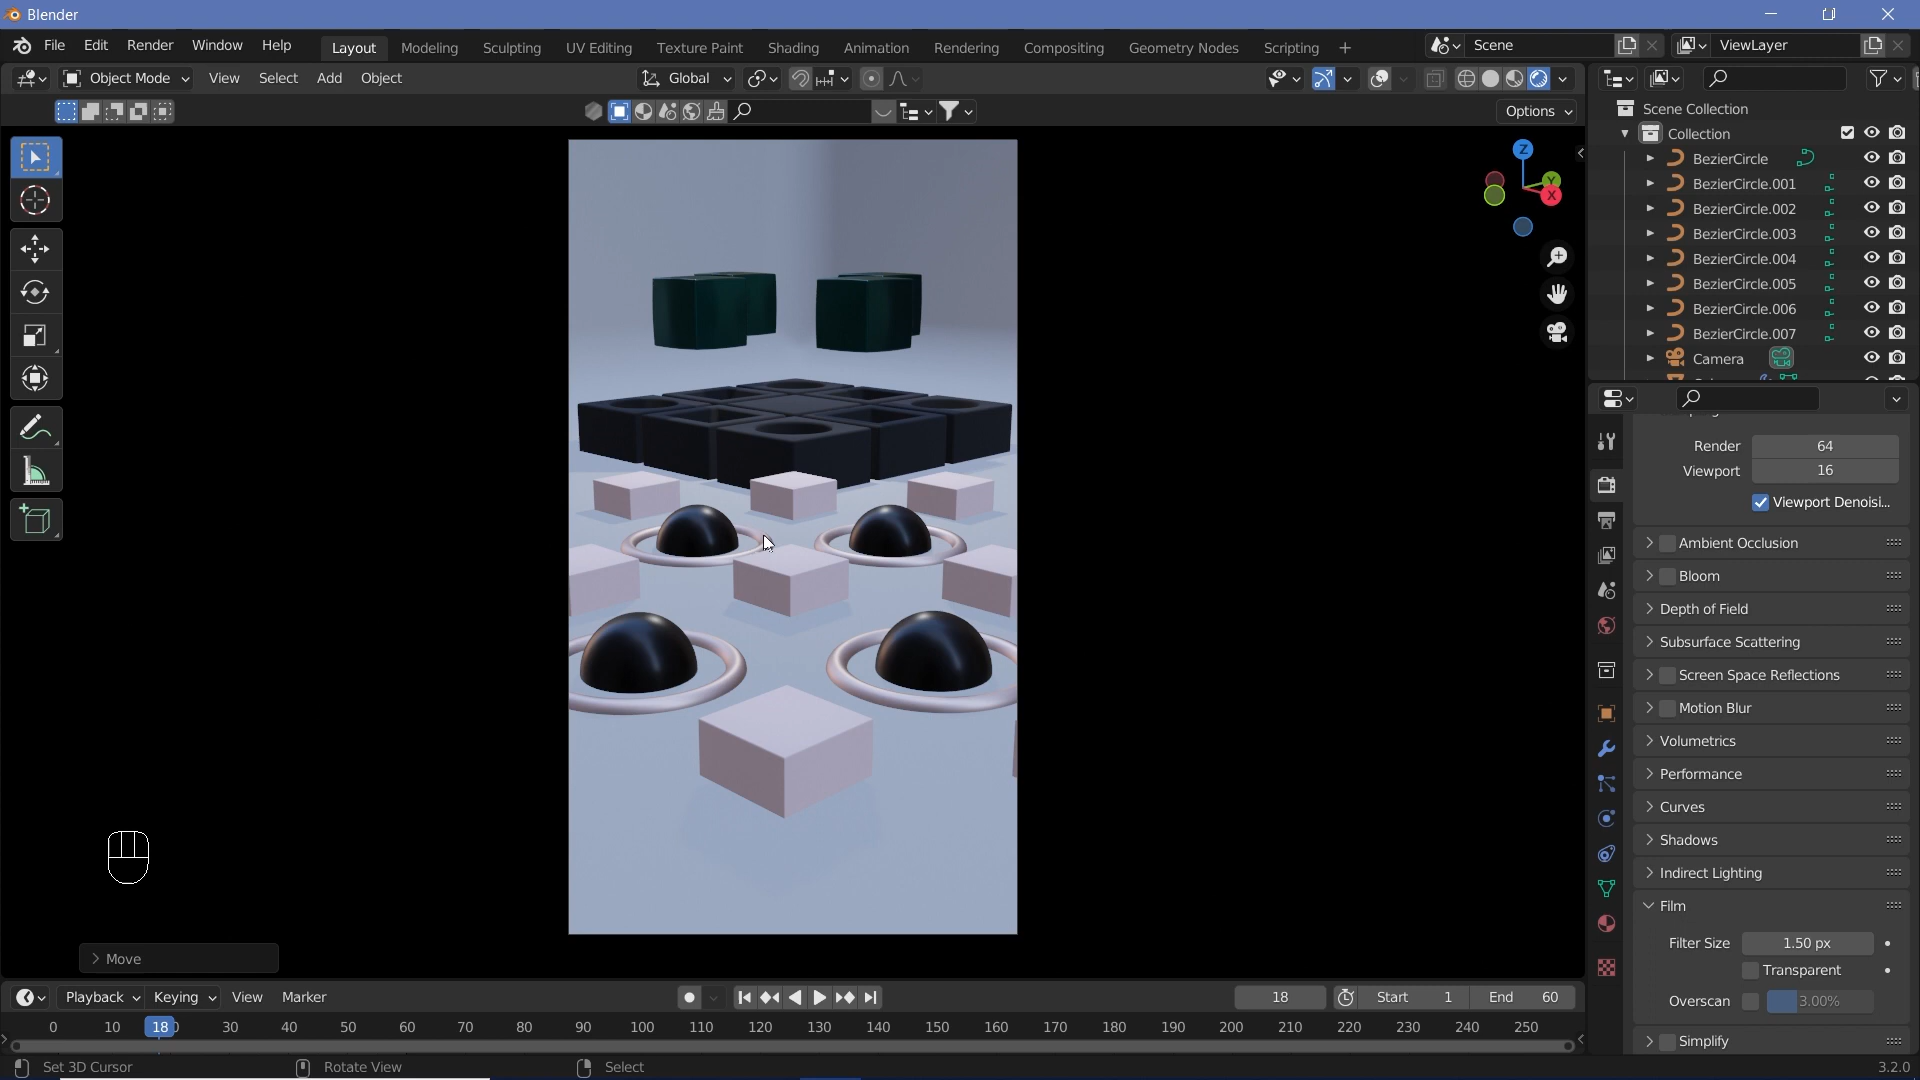 Blender
File Edit Render Window Help
Layout Modeling Sculpting UV Editing Texture Paint Shading Animation Rendering Compositing Geometry Nodes Scripting +
Scene
ViewLayer
Object Mode View Select Add Object
Global
Options
Z
Y
X
Scene Collection
Collection
BezierCircle
BezierCircle.001
BezierCircle.002
BezierCircle.003
BezierCircle.004
BezierCircle.005
BezierCircle.006
BezierCircle.007
Camera
Render 64
Viewport 16
Viewport Denoisi...
Ambient Occlusion
Bloom
Depth of Field
Subsurface Scattering
Screen Space Reflections
Motion Blur
Volumetrics
Performance
Curves
Shadows
Indirect Lighting
Film
Filter Size 1.50 px
Transparent
Overscan 3.00%
Simplify
Move
Playback Keying View Marker
18
Start 1 End 60
0 10 18 30 40 50 60 70 80 90 100 110 120 130 140 150 160 170 180 190 200 210 220 230 240 250
Set 3D Cursor Rotate View Select
3.2.0